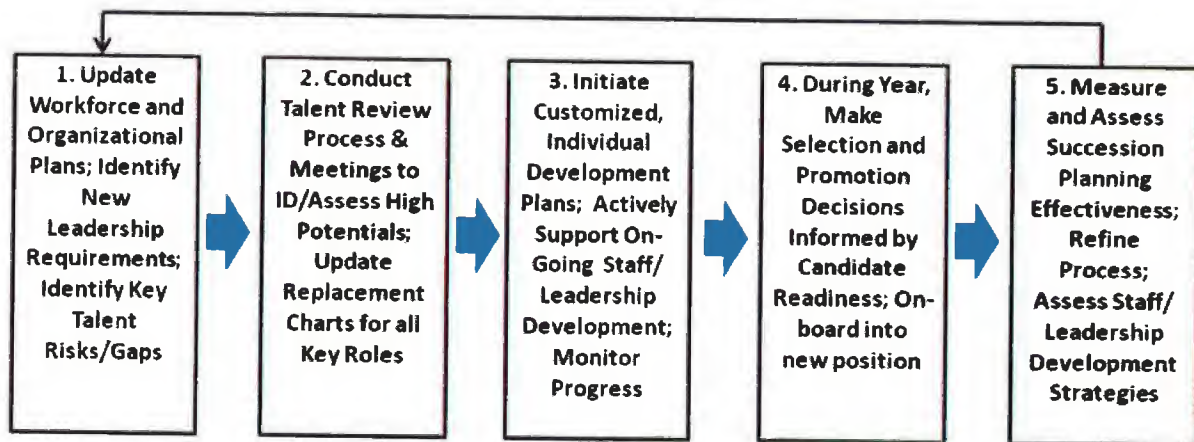 1. Update
Workforce and
Organizational
Plans; Identify
New
Leadership
Requirements;
Identify Key
Talent
Risks/Gaps
2. Conduct
Talent Review
Process &
Meetings to
ID/Assess High
Potentials;
Update
Replacement
Charts for all
Key Roles
3. Initiate
Customized,
Individual
Development
Plans; Actively
Support On-
Going Staff/
Leadership
Development;
Monitor
Progress
4. During Year,
Make
Selection and
Promotion
Decisions
Informed by
Candidate
Readiness; On-
board into
new position
5. Measure
and Assess
Succession
Planning
Effectiveness;
Refine
Process;
Assess Staff/
Leadership
Development
Strategies